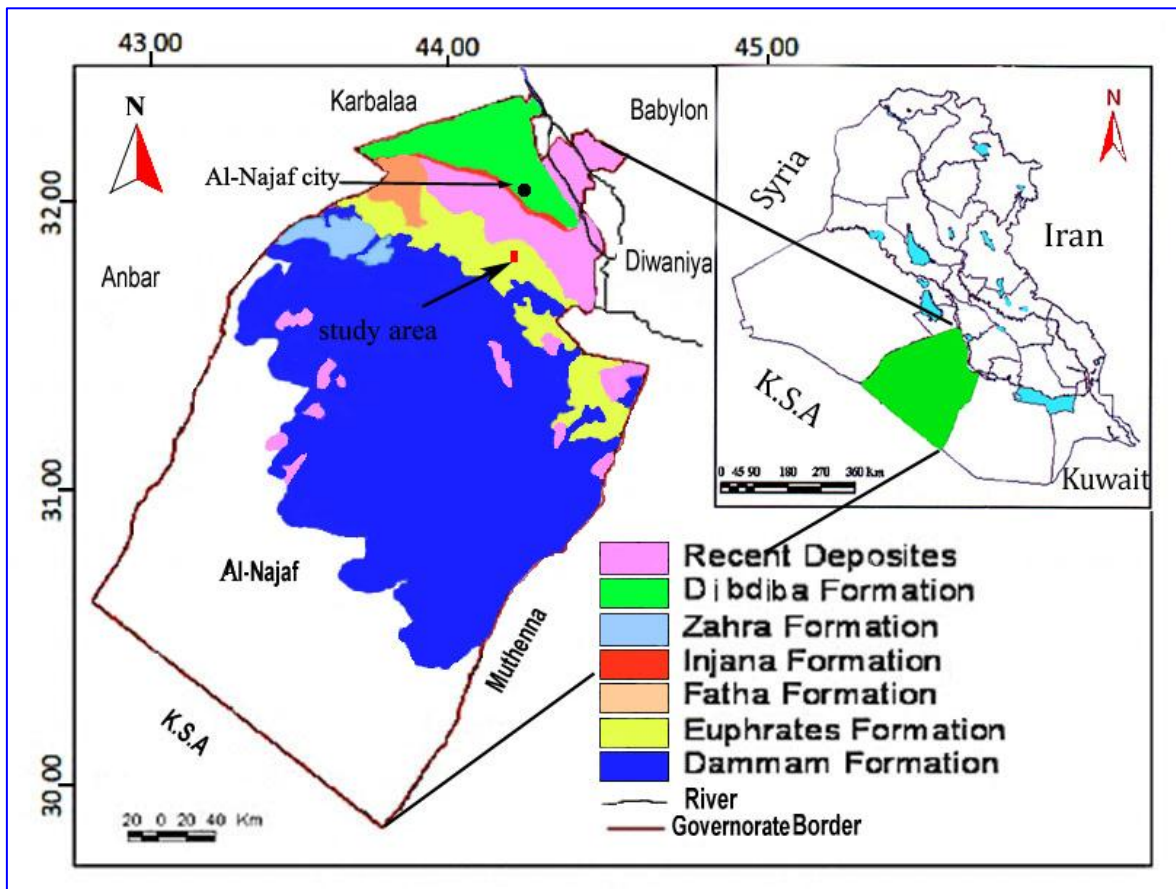 43.00 44.00 45.00
N
Karbalaa
Babylon
Al-Najaf city
32.00
Anbar
Diwaniya
study area
31.00
Al-Najaf
Muthenna
K.S.A
30.00
20 0 20 40 Km
N
Syria
Iran
K.S.A
Kuwait
0 45 90 180 270 360 Km
Recent Deposites
Dibdiba Formation
Zahra Formation
Injana Formation
Fatha Formation
Euphrates Formation
Dammam Formation
River
Governorate Border